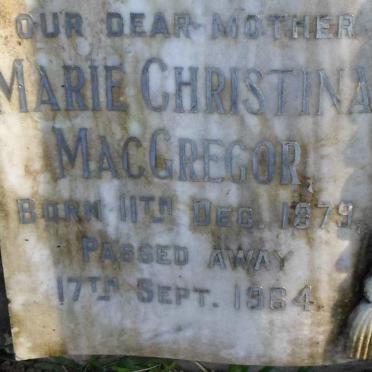 OUR DEAR MOTHER
MARIE CHRISTINA
MACGREGOR,
BORN 11TH DEC. 1879,
PASSED AWAY
17TH SEPT. 1964.